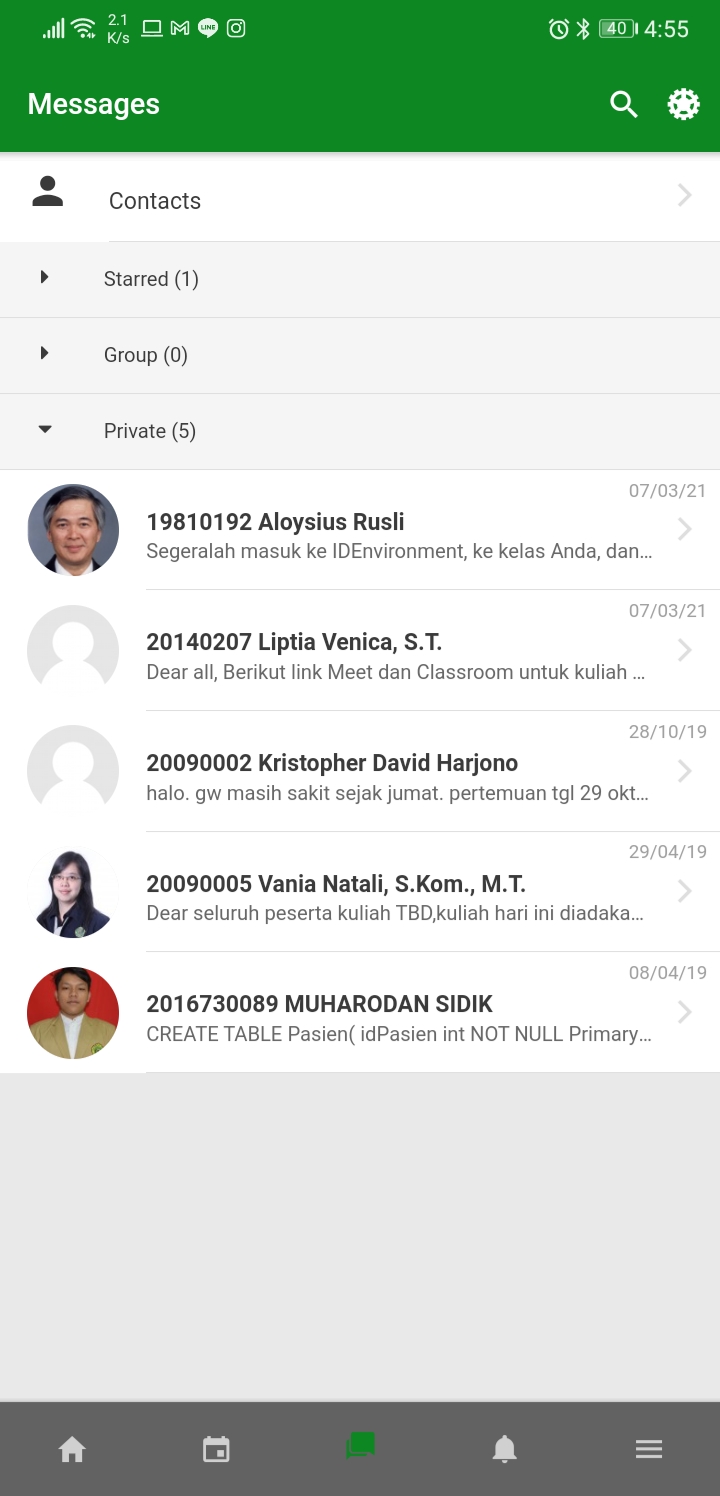 2.1
K/s
LINE
40
4:55
Messages
Contacts
Starred (1)
Group (0)
Private (5)
07/03/21
19810192 Aloysius Rusli
Segeralah masuk ke IDEnvironment, ke kelas Anda, dan...
07/03/21
20140207 Liptia Venica, S.T.
Dear all, Berikut link Meet dan Classroom untuk kuliah ...
28/10/19
20090002 Kristopher David Harjono
halo. gw masih sakit sejak jumat. pertemuan tgl 29 okt...
29/04/19
20090005 Vania Natali, S.Kom., M.T.
Dear seluruh peserta kuliah TBD,kuliah hari ini diadaka...
08/04/19
2016730089 MUHARODAN SIDIK
CREATE TABLE Pasien( idPasien int NOT NULL Primary...